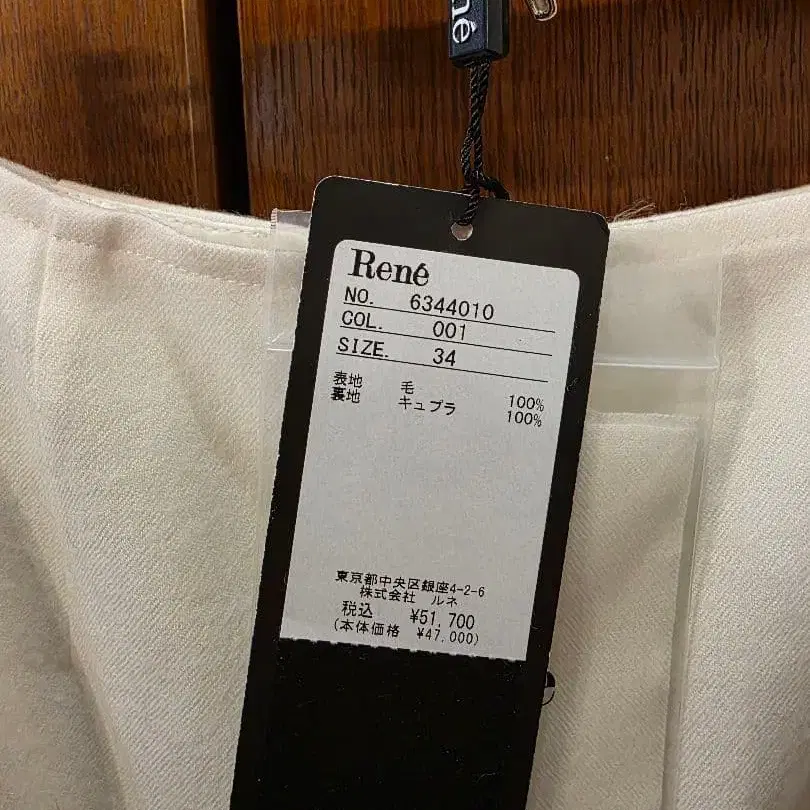 né
René
NO. 6344010
COL. 001
SIZE. 34
表地 毛 100%
裏地 キュプラ 100%
東京都中央区銀座4-2-6
株式会社 ルネ
税込 ¥51,700
(本体価格 ¥47,000)